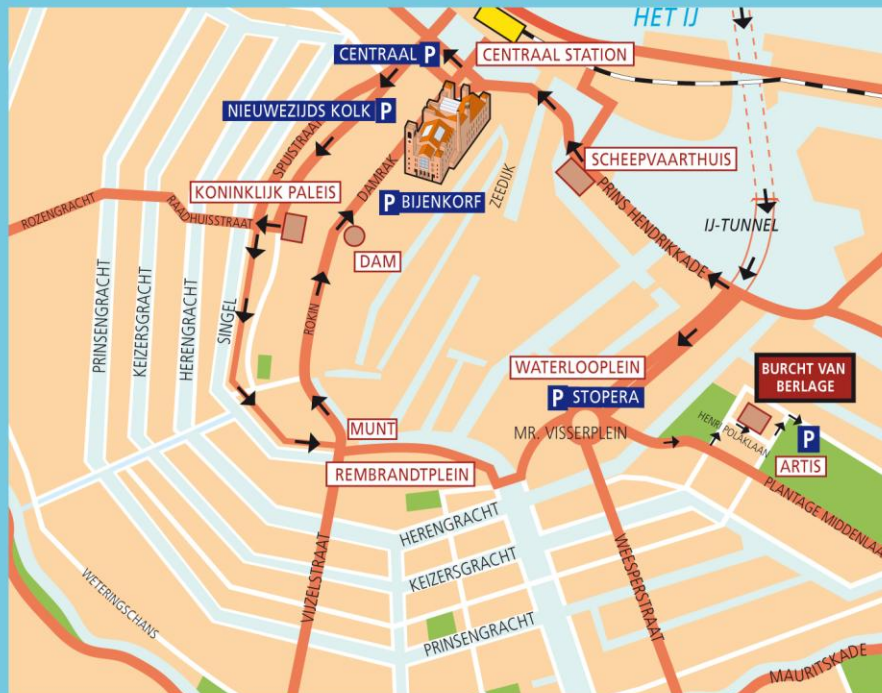 HET IJ
CENTRAAL P
CENTRAAL STATION
NIEUWEZIJDS KOLK P
SPUISTRAAT
DAMRAK
ZEEDIJK
SCHEEPVAARTHUIS
KONINKLIJK PALEIS
P BIJENKORF
PRINS HENDRIKKADE
ROZENGRACHT
RAADHUISSTRAAT
IJ-TUNNEL
DAM
PRINSENGRACHT
KEIZERSGRACHT
HERENGRACHT
SINGEL
ROKIN
WATERLOOPLEIN
BURCHT VAN
BERLAGE
P STOPERA
HENRI POLAKLAAN
MUNT
MR. VISSERPLEIN
P
ARTIS
REMBRANDTPLEIN
PLANTAGE MIDDENLAA
HERENGRACHT
KEIZERSGRACHT
PRINSENGRACHT
VIJZELSTRAAT
WEESPERSTRAAT
WETERINGSCHANS
MAURITSKADE